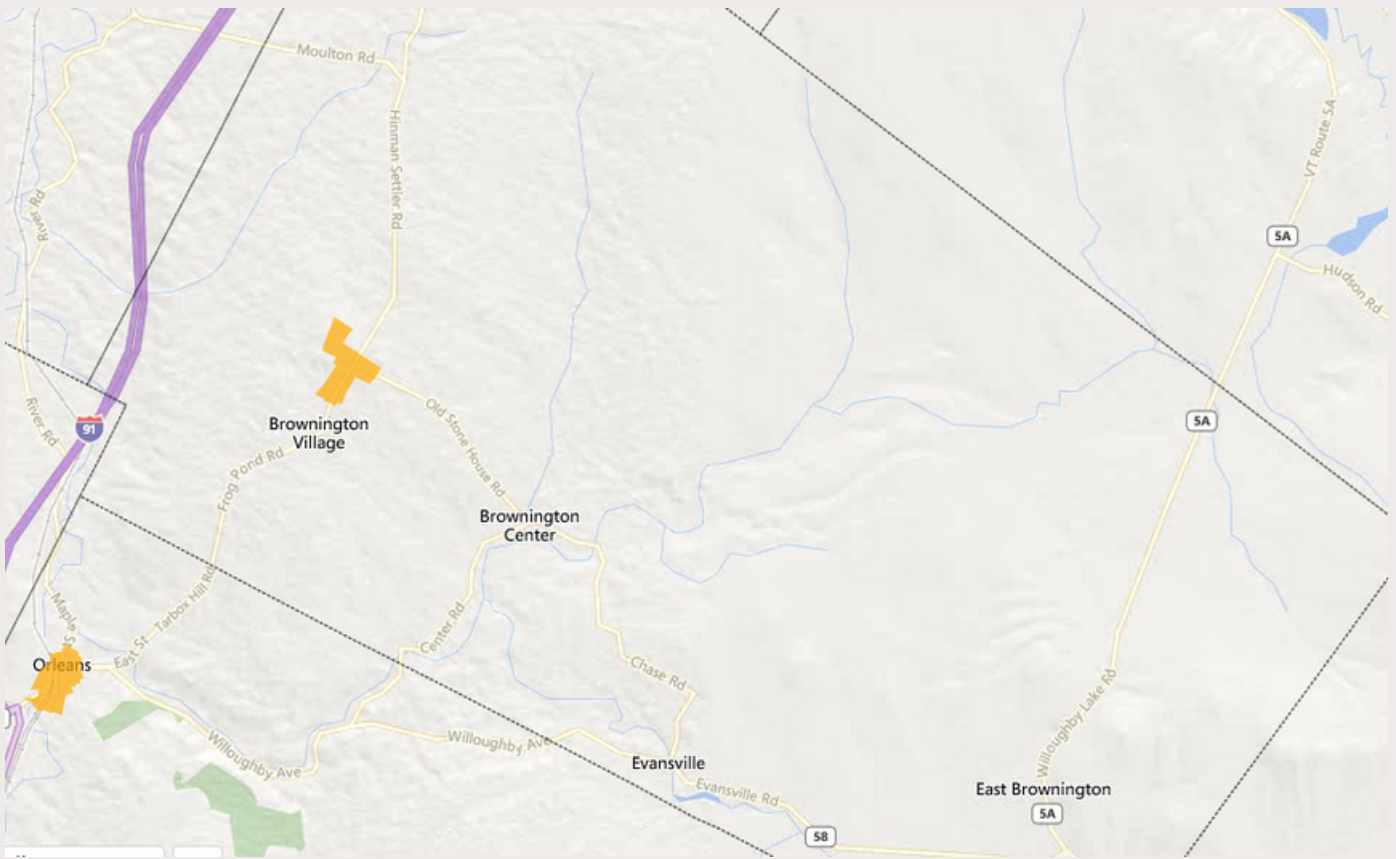 Moulton Rd
Hinman Settler Rd
River Rd
VT Route 5A
5A
Hudson Rd
91
River Rd
Brownington
Village
Old Stone House Rd
5A
Frog Pond Rd
Brownington
Center
Tarbox Hill Rd
Maple St
Center Rd
East St
Orleans
Chase Rd
Willoughby Lake Rd
Willoughby Ave
Willoughby Ave
Evansville
Evansville Rd
East Brownington
5A
58